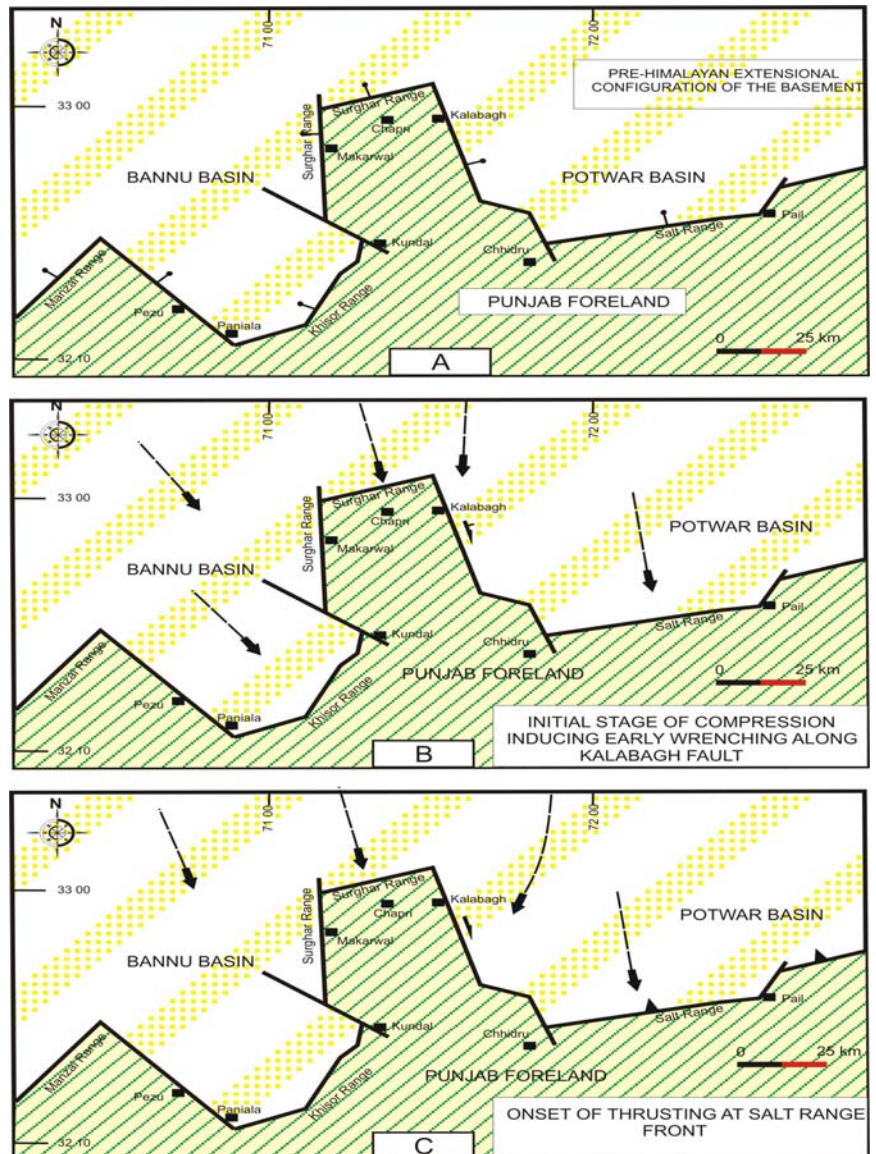 N
71 00
72 00
33 00
PRE-HIMALAYAN EXTENSIONAL
CONFIGURATION OF THE BASEMENT
Surghar Range
Surghar Range
Chapri
Kalabagh
Makarwal
BANNU BASIN
POTWAR BASIN
Pail
Salt-Range
Kundal
Chhidru
Manzai Range
Pezu
Paniala
Khisor Range
PUNJAB FORELAND
0 25 km
32 10
A
N
71 00
72 00
33 00
Surghar Range
Surghar Range
Chapri
Kalabagh
Makarwal
POTWAR BASIN
BANNU BASIN
Pail
Salt Range
Kundal
Chhidru
PUNJAB FORELAND
Manzai Range
Pezu
Paniala
Khisor Range
0 25 km
INITIAL STAGE OF COMPRESSION
INDUCING EARLY WRENCHING ALONG
KALABAGH FAULT
32 10
B
N
71 00
72 00
33 00
Surghar Range
Surghar Range
Chapri
Kalabagh
Makarwal
POTWAR BASIN
BANNU BASIN
Pail
Salt-Range
Kundal
Chhidru
Manzai Range
Pezu
Paniala
Khisor Range
PUNJAB FORELAND
0 25 km
ONSET OF THRUSTING AT SALT RANGE
FRONT
32 10
C